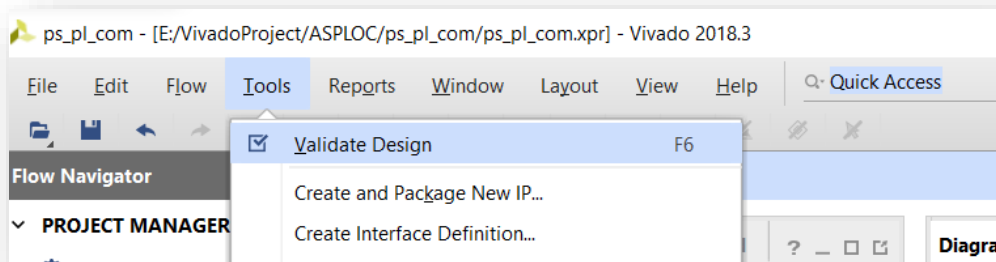 ps_pl_com - [E:/VivadoProject/ASPLOC/ps_pl_com/ps_pl_com.xpr] - Vivado 2018.3
File Edit Flow Tools Reports Window Layout View Help Quick Access
Validate Design F6
Flow Navigator
Create and Package New IP...
PROJECT MANAGER
Create Interface Definition...
?